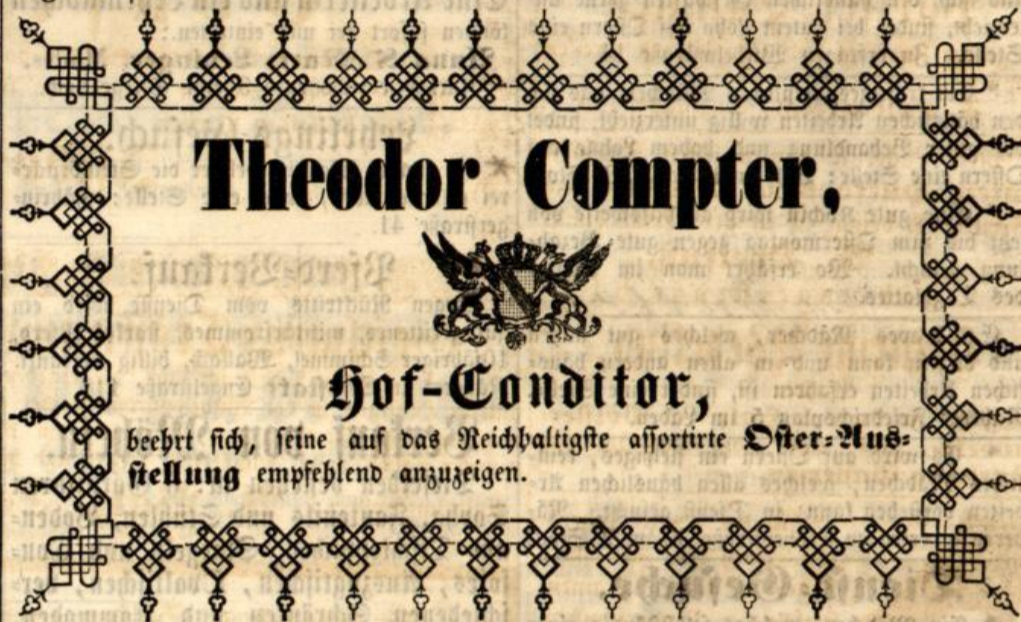 Theodor Compter,
Hof-Conditor,
beehrt sich, seine auf das Reichhaltigste assortirte Oster-Aus-
stellung empfehlend anzuzeigen.